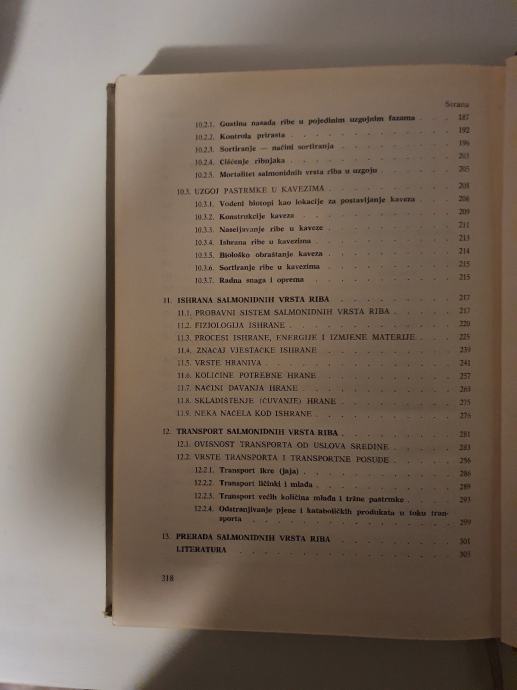 Strana
10.2.1. Gustina nasada ribe u pojedinim uzgojnim fazama . . . 187
10.2.2. Kontrola prirasta . . . . . . . . . . 192
10.2.3. Sortiranje — načini sortiranja . . . . . . . 196
10.2.4. Čišćenje ribnjaka . . . . . . . . . . 203
10.2.5. Mortalitet salmonidnih vrsta riba u uzgoju . . . . 205
10.3. UZGOJ PASTRMKE U KAVEZIMA . . . . . . . 208
10.3.1. Vodeni biotopi kao lokacije za postavljanje kaveza . . . 208
10.3.2. Konstrukcije kaveza . . . . . . . . . 209
10.3.3. Naseljavanje ribe u kaveze . . . . . . . 211
10.3.4. Ishrana ribe u kavezima . . . . . . . . 213
10.3.5. Biološko obraštanje kaveza . . . . . . . 214
10.3.6. Sortiranje ribe u kavezima . . . . . . . 215
10.3.7. Radna snaga i oprema . . . . . . . . 215
11. ISHRANA SALMONIDNIH VRSTA RIBA . . . . . . 217
11.1. PROBAVNI SISTEM SALMONIDNIH VRSTA RIBA . . . . 217
11.2. FIZIOLOGIJA ISHRANE . . . . . . . . . 220
11.3. PROCESI ISHRANE, ENERGIJE I IZMJENE MATERIJE . . . 225
11.4. ZNAČAJ VJEŠTAČKE ISHRANE . . . . . . . 239
11.5. VRSTE HRANIVA . . . . . . . . . . 241
11.6. KOLIČINE POTREBNE HRANE . . . . . . . 257
11.7. NAČINI DAVANJA HRANE . . . . . . . . 263
11.8. SKLADIŠTENJE (ČUVANJE) HRANE . . . . . . 275
11.9. NEKA NAČELA KOD ISHRANE . . . . . . . 276
12. TRANSPORT SALMONIDNIH VRSTA RIBA . . . . . . 281
12.1. OVISNOST TRANSPORTA OD USLOVA SREDINE . . . . 283
12.2. VRSTE TRANSPORTA I TRANSPORTNE POSUDE . . . . 286
12.2.1. Transport ikre (jaja) . . . . . . . . . 286
12.2.2. Transport ličinki i mlađa . . . . . . . . 289
12.2.3. Transport većih količina mlađi i tržne pastrmke . . . . 293
12.2.4. Odstranjivanje pjene i kataboličkih produkata u toku tran-
sporta . . . . . . . . . . . . 299
13. PRERADA SALMONIDNIH VRSTA RIBA . . . . . . 301
LITERATURA . . . . . . . . . . . . 303
318